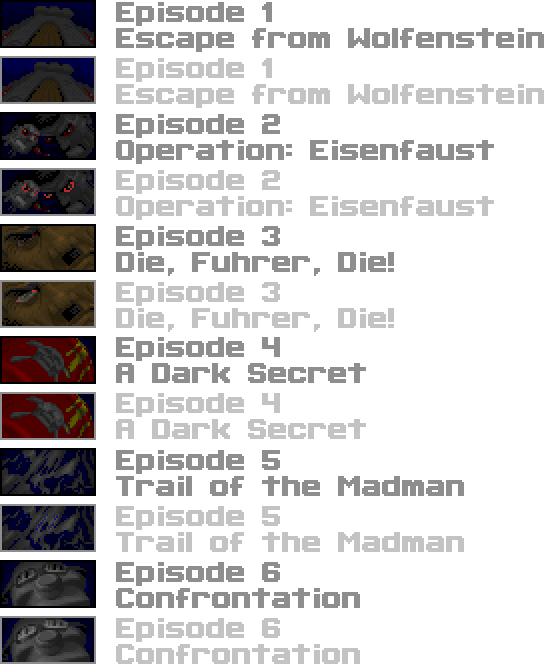 Episode 1
Escape from Wolfenstein
Episode 1
Escape from Wolfenstein
Episode 2
Operation: Eisenfaust
Episode 2
Operation: Eisenfaust
Episode 3
Die, Fuhrer, Die!
Episode 3
Die, Fuhrer, Die!
Episode 4
A Dark Secret
Episode 4
A Dark Secret
Episode 5
Trail of the Madman
Episode 5
Trail of the Madman
Episode 6
Confrontation
Episode 6
Confrontation